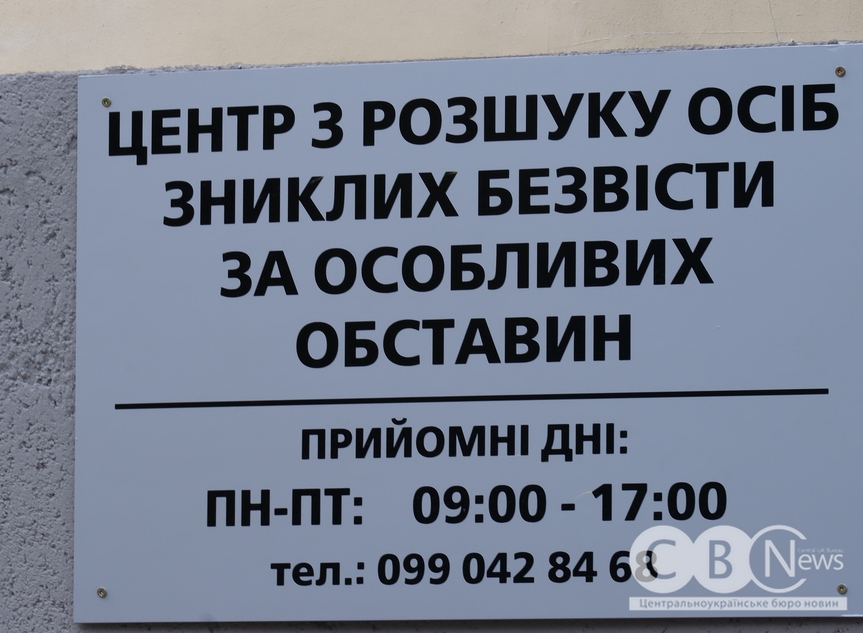 ЦЕНТР З РОЗШУКУ ОСІБ
ЗНИКЛИХ БЕЗВІСТИ
ЗА ОСОБЛИВИХ
ОБСТАВИН
ПРИЙОМНІ ДНІ:
ПН-ПТ: 09:00 - 17:00
тел.: 099 042 84 68
CBNews
Центральноукраїнське бюро новин